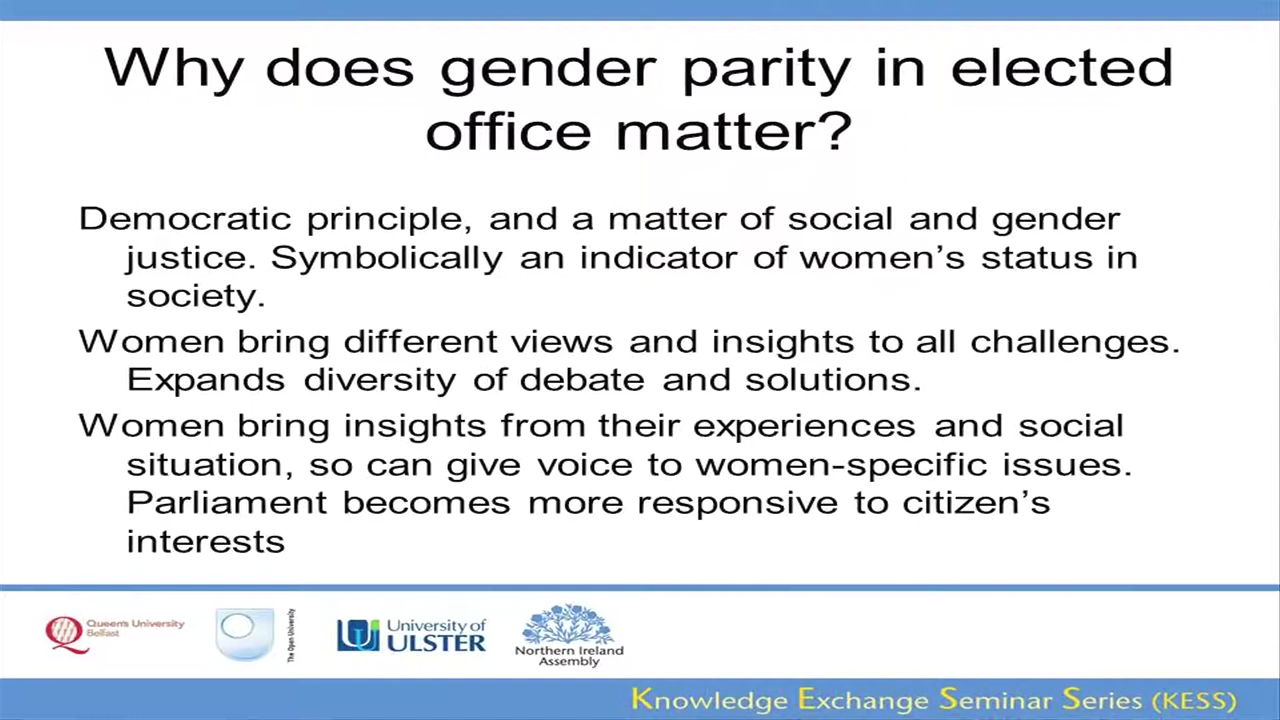 Why does gender parity in elected
office matter?
Democratic principle, and a matter of social and gender
justice. Symbolically an indicator of women’s status in
society.
Women bring different views and insights to all challenges.
Expands diversity of debate and solutions.
Women bring insights from their experiences and social
situation, so can give voice to women-specific issues.
Parliament becomes more responsive to citizen’s
interests
Queen's University
Belfast
The Open University
University of
ULSTER
Northern Ireland
Assembly
Knowledge Exchange Seminar Series (KESS)